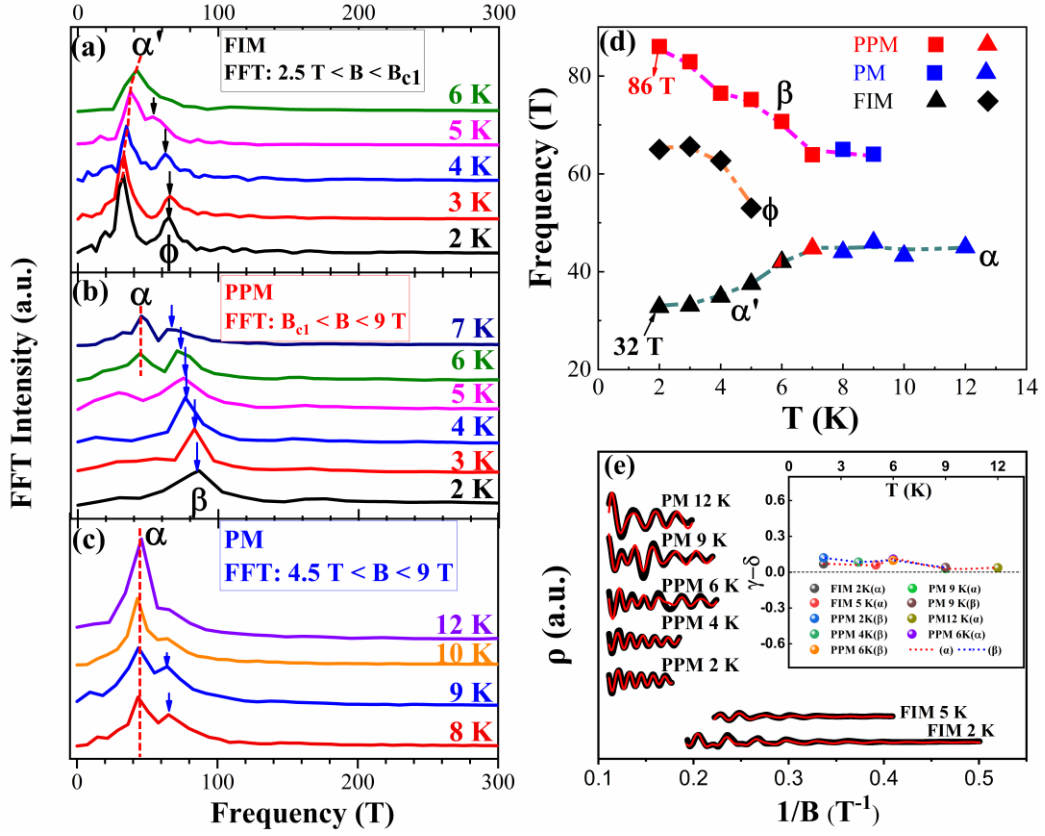 0 100 200 300
(a)
α'
FIM
FFT: 2.5 T < B < B_c1
6 K
5 K
4 K
3 K
2 K
ϕ
(b)
α
PPM
FFT: B_c1 < B < 9 T
7 K
6 K
5 K
4 K
3 K
2 K
β
(c)
α
PM
FFT: 4.5 T < B < 9 T
12 K
10 K
9 K
8 K
0 100 200 300
Frequency (T)
FFT Intensity (a.u.)
(d)
PPM
PM
FIM
86 T
β
ϕ
α
α'
32 T
80
60
40
20
Frequency (T)
0 2 4 6 8 10 12 14
T (K)
(e)
PM 12 K
PM 9 K
PPM 6 K
PPM 4 K
PPM 2 K
FIM 5 K
FIM 2 K
ρ (a.u.)
0.1 0.2 0.3 0.4 0.5
1/B (T⁻¹)
0 3 6 9 12
T (K)
0.6
0.3
0.0
-0.3
-0.6
γ–δ
FIM 2K(α) PM 9 K(α)
FIM 5 K(α) PM 9 K(β)
PPM 2K(β) PM12 K(α)
PPM 4K(β) PPM 6K(α)
PPM 6K(β) (α) (β)